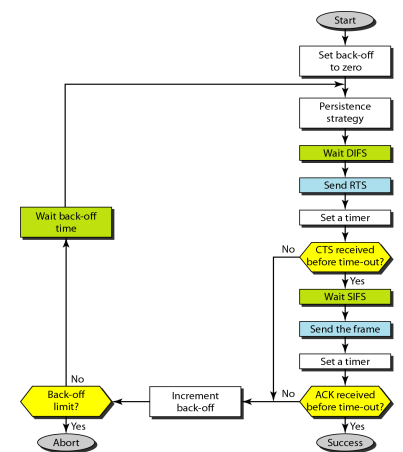 Start
Set back-off
to zero
Persistence
strategy
Wait DIFS
Send RTS
Set a timer
Wait back-off
time
No
CTS received
before time-out?
Yes
Wait SIFS
Send the frame
Set a timer
No
Back-off
limit?
Increment
back-off
No
ACK received
before time-out?
Yes
Yes
Abort
Success